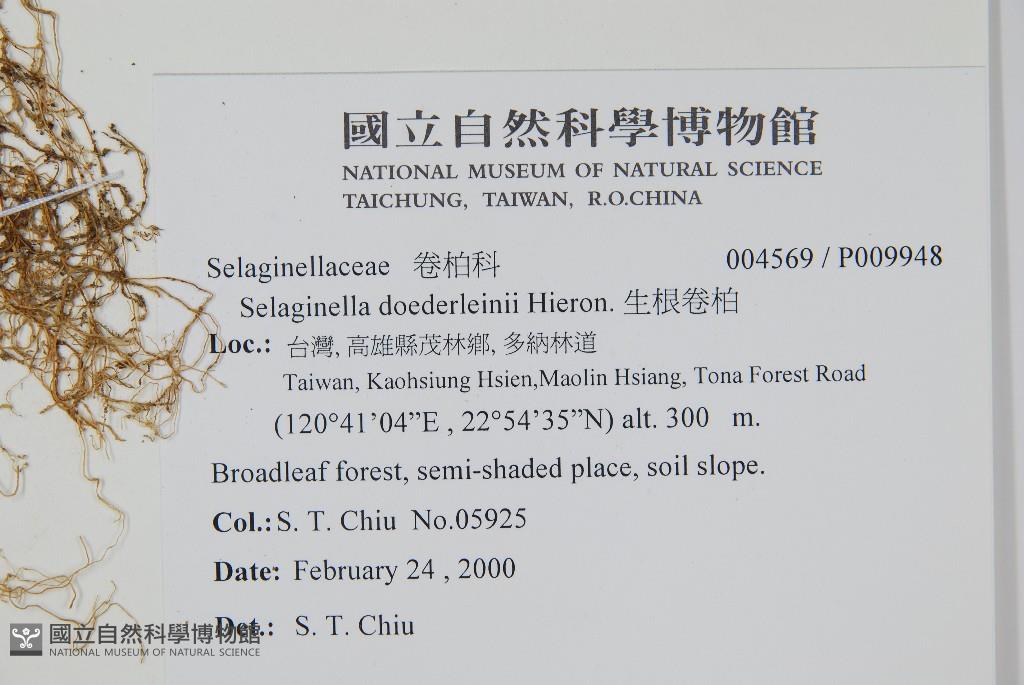 國立自然科學博物館
NATIONAL MUSEUM OF NATURAL SCIENCE
TAICHUNG, TAIWAN, R.O.CHINA
Selaginellaceae 卷柏科 004569 / P009948
Selaginella doederleinii Hieron. 生根卷柏
Loc.: 台灣, 高雄縣茂林鄉, 多納林道
Taiwan, Kaohsiung Hsien,Maolin Hsiang, Tona Forest Road
(120°41’04”E , 22°54’35”N) alt. 300 m.
Broadleaf forest, semi-shaded place, soil slope.
Col.: S. T. Chiu No.05925
Date: February 24 , 2000
Det.: S. T. Chiu
國立自然科學博物館
NATIONAL MUSEUM OF NATURAL SCIENCE